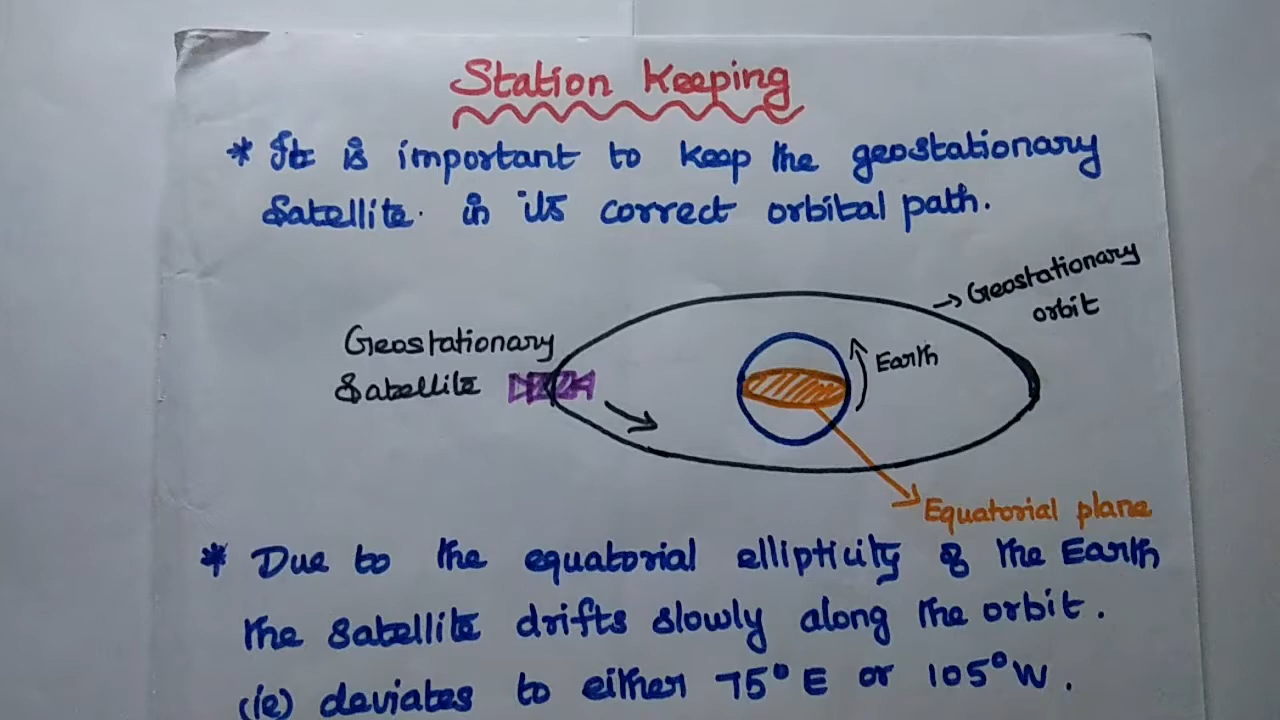 Station Keeping
* It is important to keep the geostationary
Satellite. in its correct orbital path.
→ Geostationary
orbit
Geostationary
Satellite
Earth
Equatorial plane
* Due to the equatorial ellipticity of the Earth
the satellite drifts slowly along the orbit.
(ie) deviates to either 75° E or 105° W.